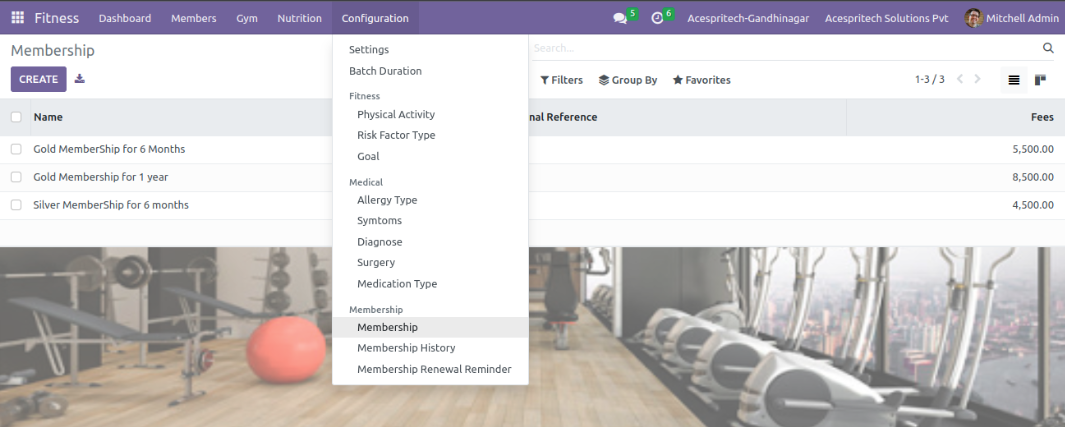 Fitness Dashboard Members Gym Nutrition Configuration 5 6 Acespritech-Gandhinagar Acespritech Solutions Pvt Mitchell Admin
Membership
Search...
CREATE
Filters Group By Favorites 1-3 / 3
Name nal Reference Fees
Gold MemberShip for 6 Months 5,500.00
Gold Membership for 1 year 8,500.00
Silver MemberShip for 6 months 4,500.00
Settings
Batch Duration
Fitness
Physical Activity
Risk Factor Type
Goal
Medical
Allergy Type
Symtoms
Diagnose
Surgery
Medication Type
Membership
Membership
Membership History
Membership Renewal Reminder